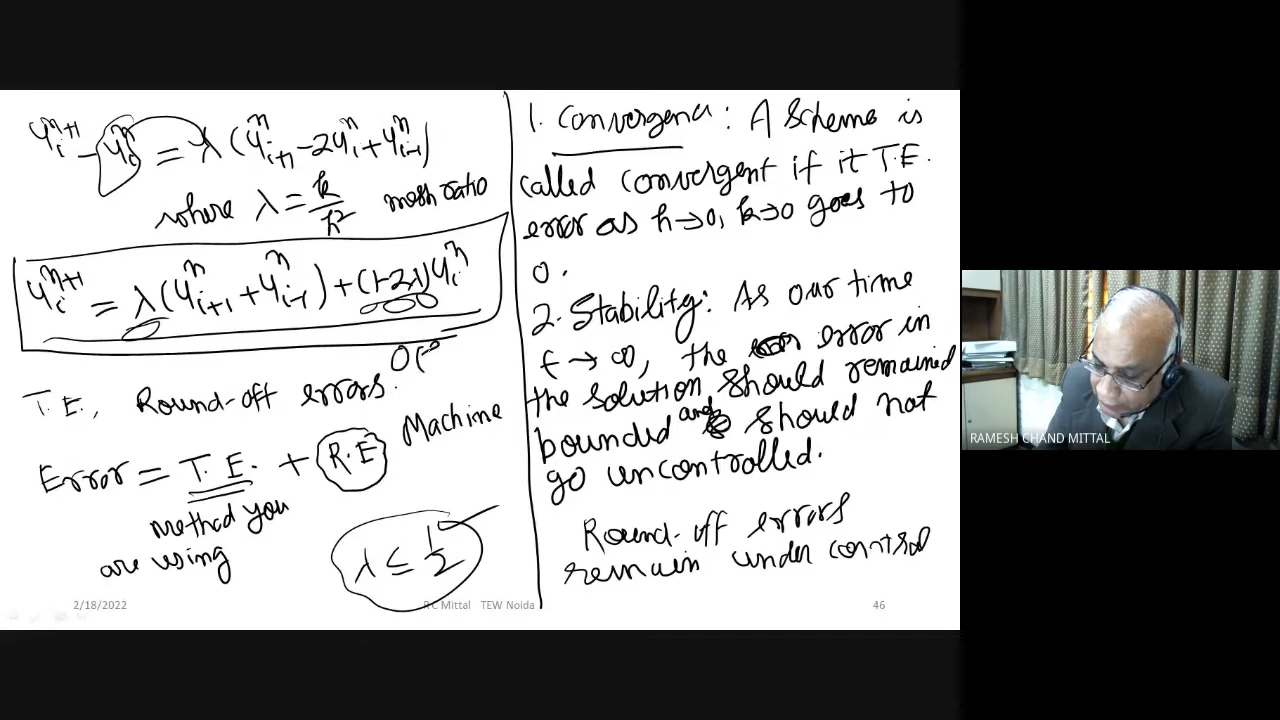 u_i^{n+1} - u_i^n = λ(u_{i+1}^n - 2u_i^n + u_{i-1}^n)
where λ = k/h² mesh ratio
u_i^{n+1} = λ(u_{i+1}^n + u_{i-1}^n) + (1-2λ)u_i^n
T.E., Round-off errors.
Error = T.E. + R.E Machine
method you
are using
λ ≤ 1/2
1. Convergence: A Scheme is
called convergent if it T.E.
error as h→0, k→0 goes to
0.
2. Stability: As our time
t → ∞, the error in
the solution should remained
bounded and should not
go uncontrolled.
Round-off errors
remain under control
2/18/2022
RC Mittal TEW Noida
46
RAMESH CHAND MITTAL